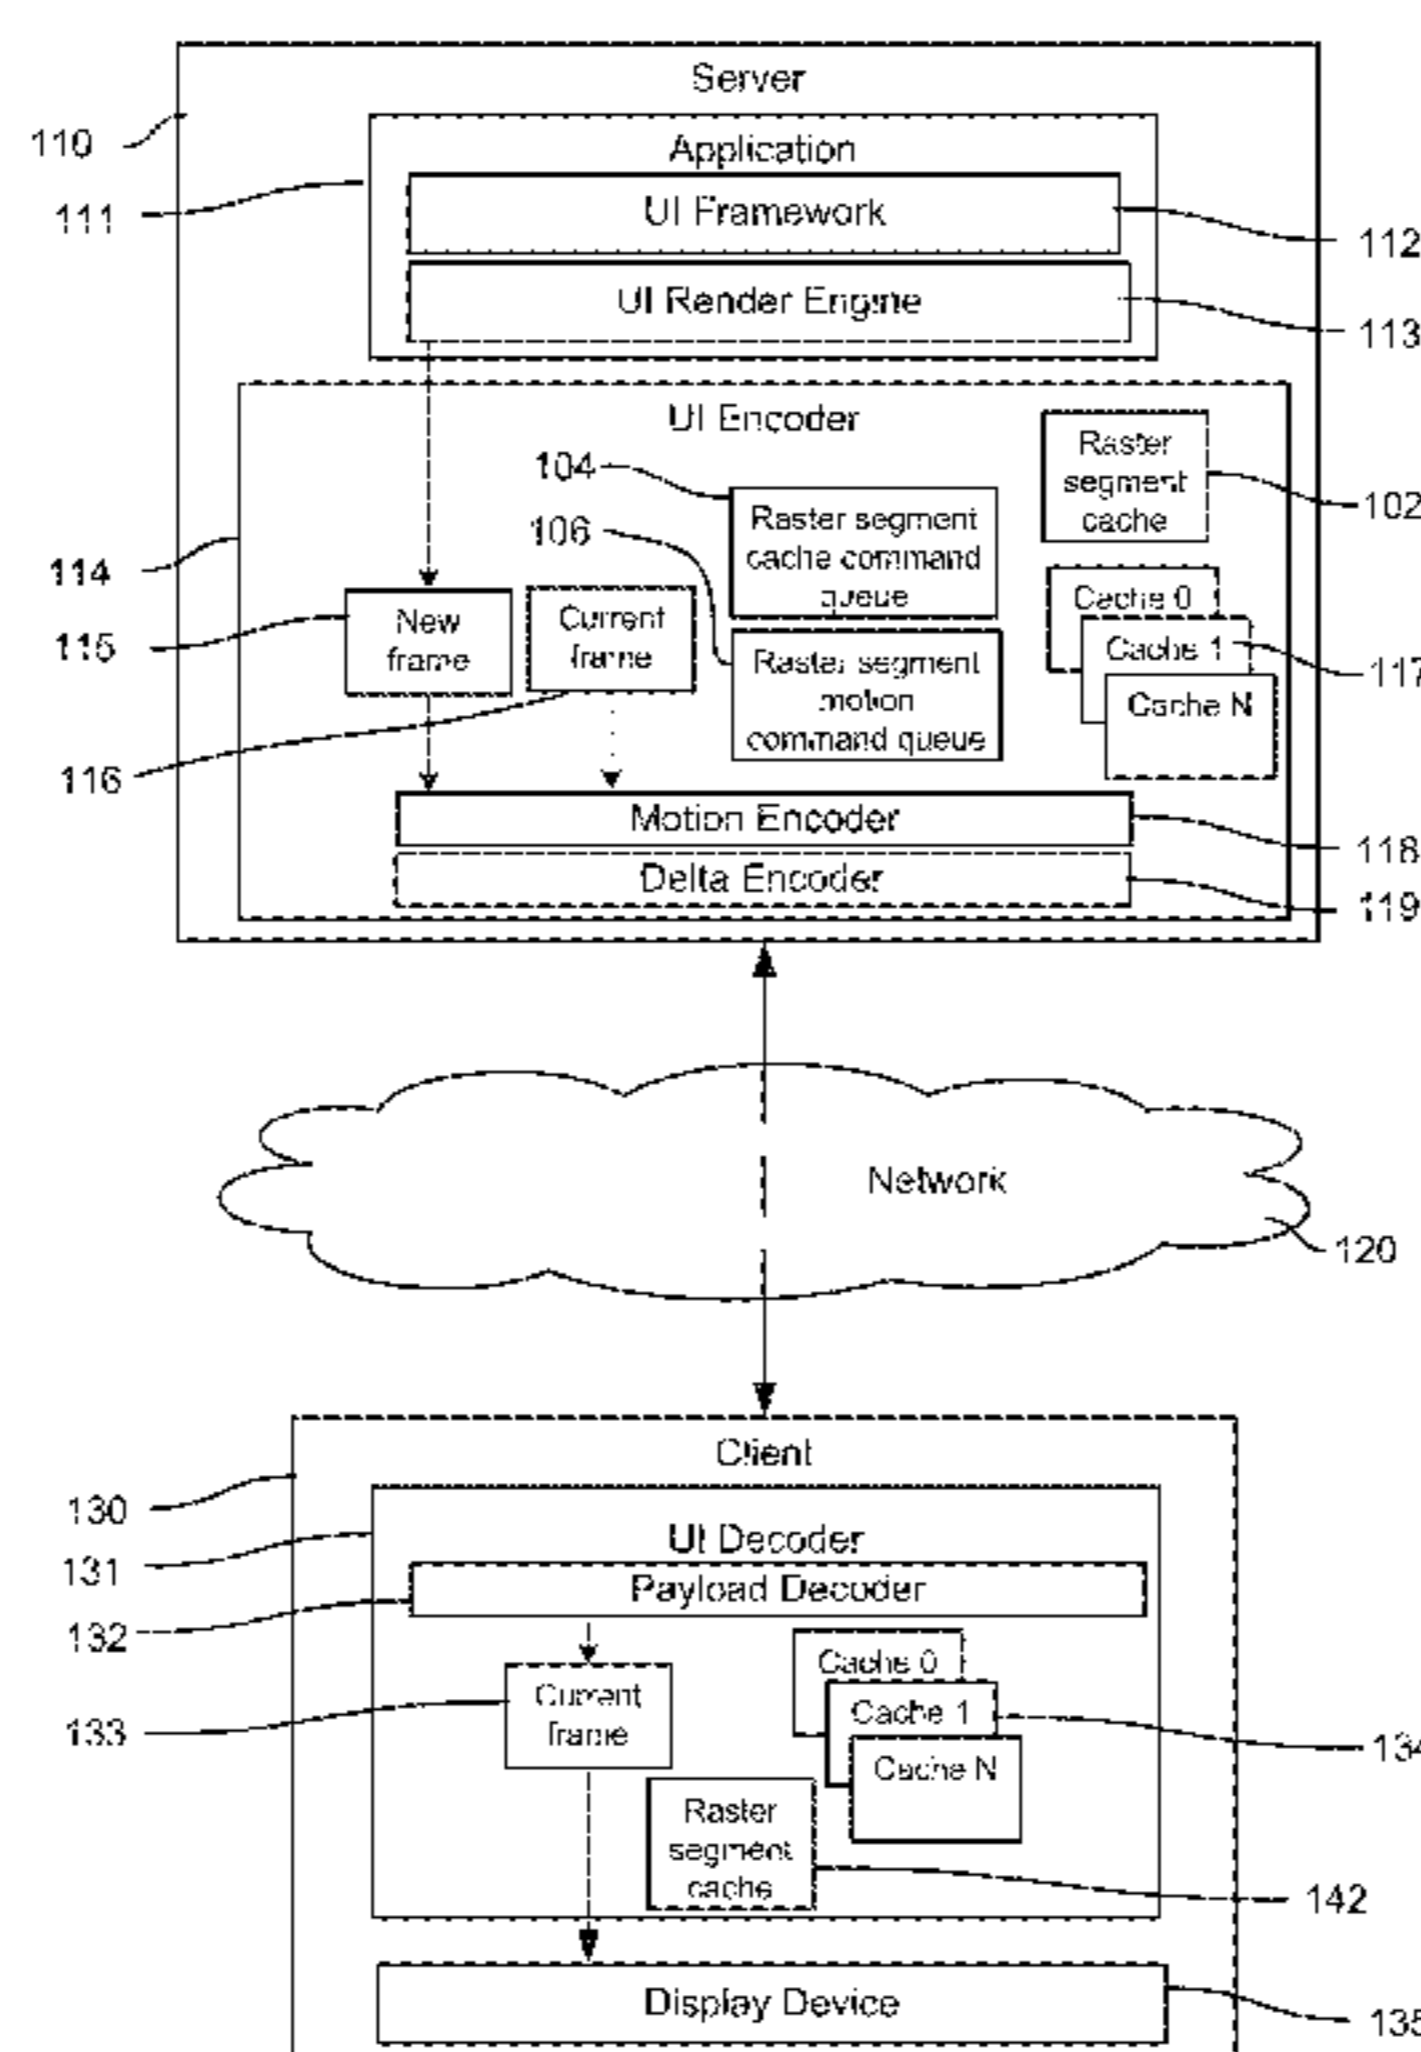 Server
110
Application
111
UI Framework
112
UI Render Engine
113
UI Encoder
Raster
segment
cache
102
104
Raster segment
cache command
queue
106
114
New
frame
115
Current
frame
116
Raster segment
motion
command queue
Cache 0
Cache 1
Cache N
117
Motion Encoder
118
Delta Encoder
119
Network
120
Client
130
UI Decoder
131
Payload Decoder
132
Current
frame
133
Cache 0
Cache 1
Cache N
134
Raster
segment
cache
142
Display Device
135